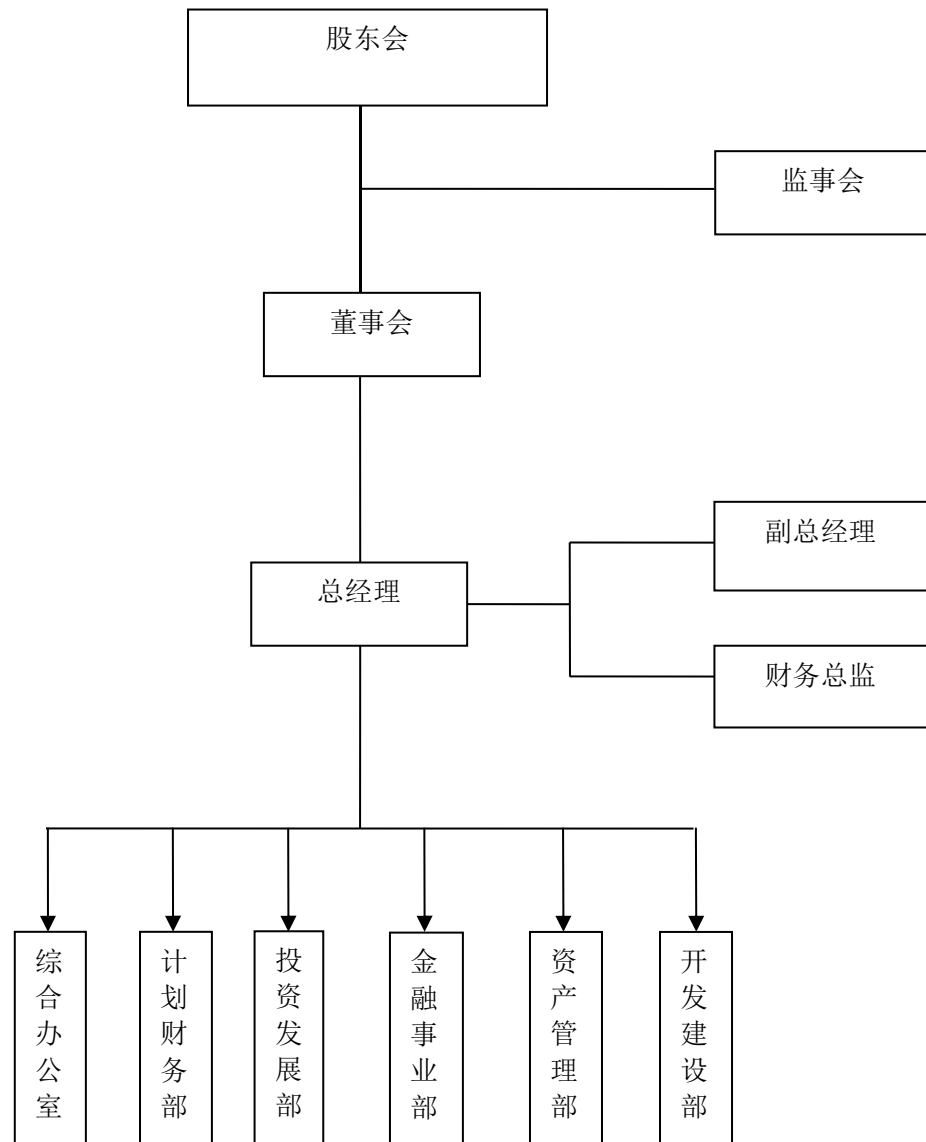 股东会
监事会
董事会
副总经理
总经理
财务总监
综合办公室
计划财务部
投资发展部
金融事业部
资产管理部
开发建设部